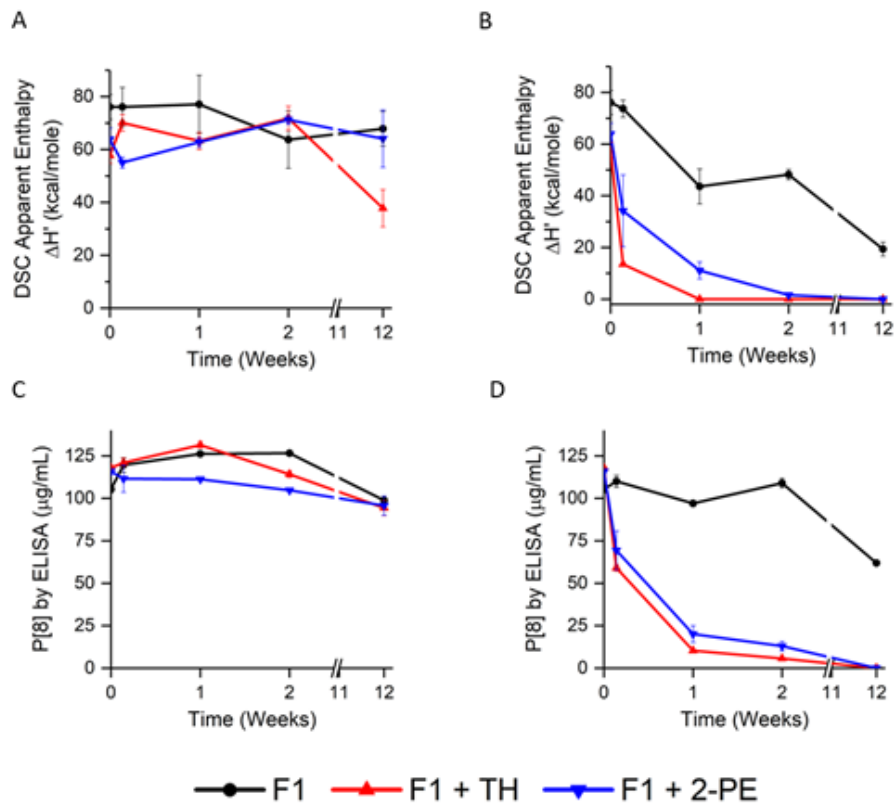 A
DSC Apparent Enthalpy
ΔH' (kcal/mole)
80
60
40
20
0
0 1 2 11 12
Time (Weeks)
B
DSC Apparent Enthalpy
ΔH' (kcal/mole)
80
60
40
20
0
0 1 2 11 12
Time (Weeks)
C
P[8] by ELISA (µg/mL)
125
100
75
50
25
0
0 1 2 11 12
Time (Weeks)
D
P[8] by ELISA (µg/mL)
125
100
75
50
25
0
0 1 2 11 12
Time (Weeks)
F1 F1 + TH F1 + 2-PE